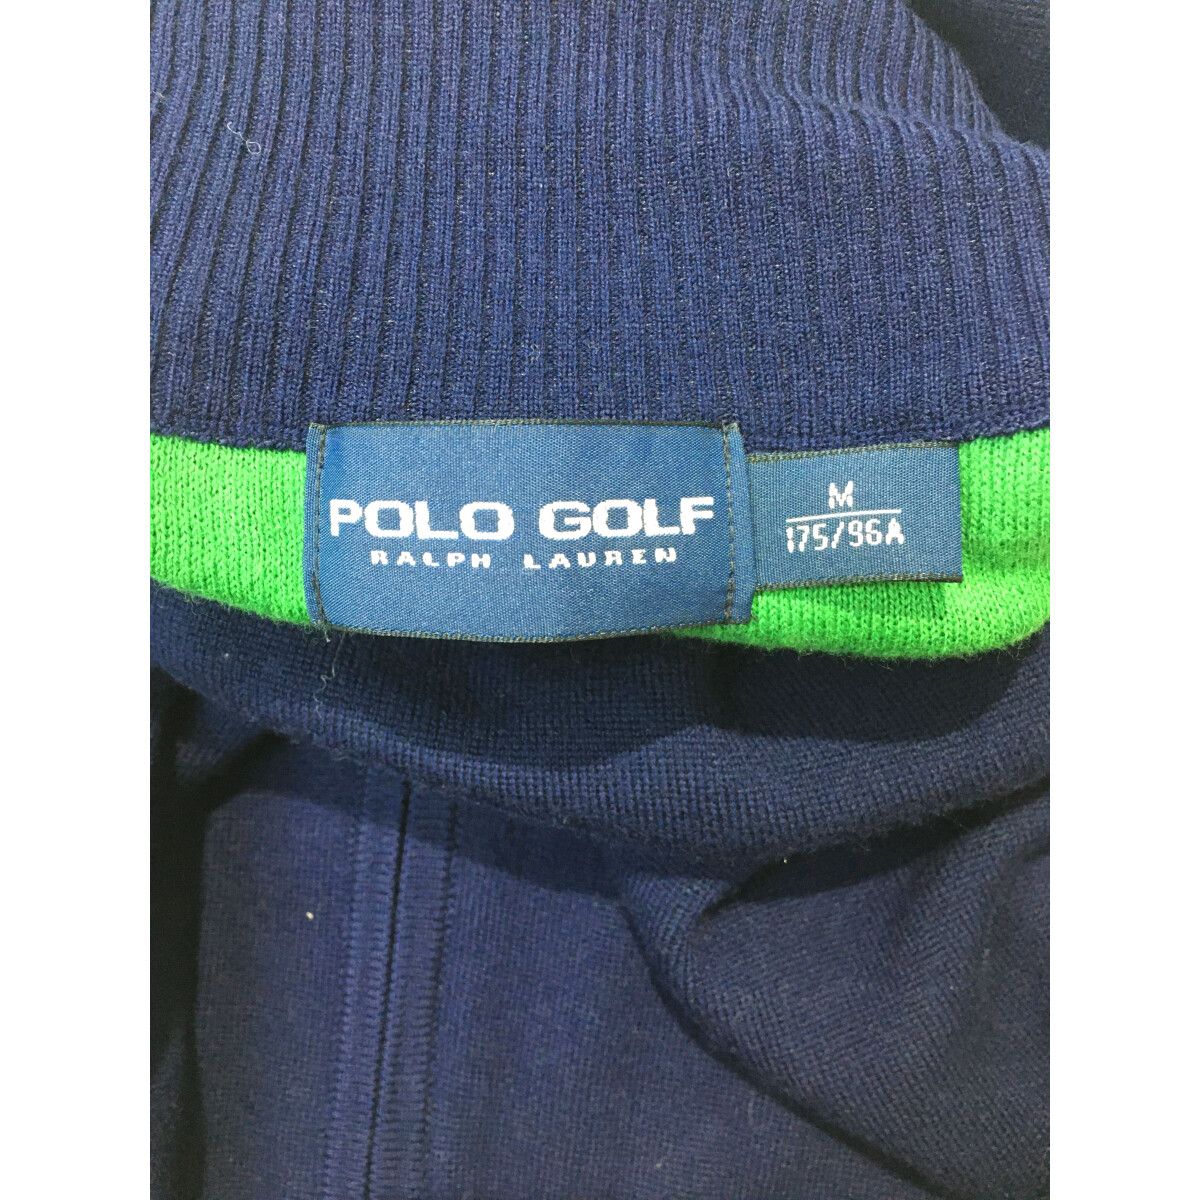 POLO GOLF
RALPH LAUREN
M
175/96A